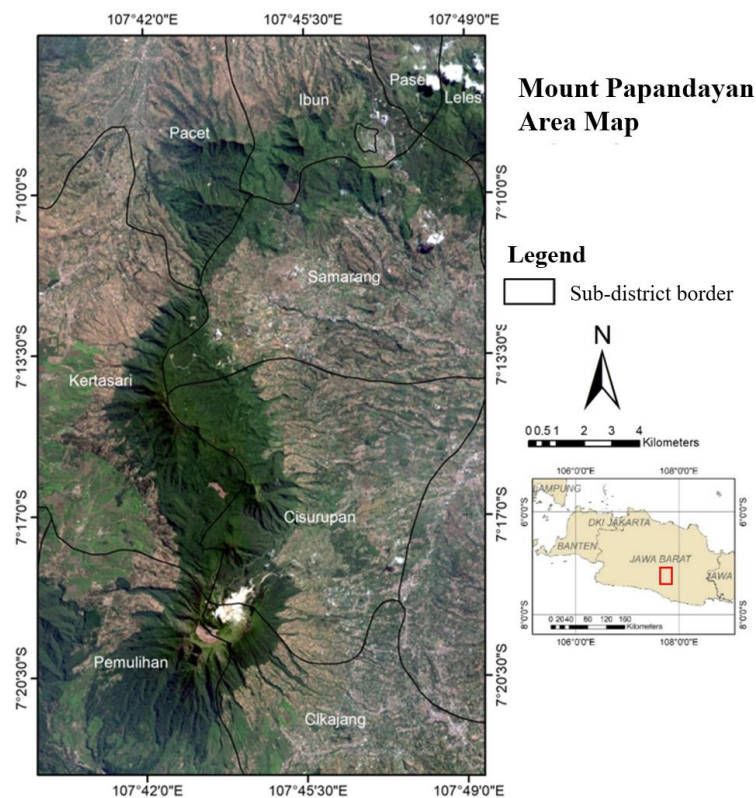 107°42'0"E 107°45'30"E 107°49'0"E
Mount Papandayan
Area Map
Legend
Sub-district border
N
0 0.5 1 2 3 4
Kilometers
Pasel
Leles
Ibun
Pacet
Samarang
Kertasari
Cisurupan
Pemulihan
Cikajang
7°10'0"S
7°13'30"S
7°17'0"S
7°20'30"S
7°10'0"S
7°13'30"S
7°17'0"S
7°20'30"S
107°42'0"E 107°45'30"E 107°49'0"E
106°0'0"E 108°0'0"E
LAMPUNG
DKI JAKARTA
BANTEN
JAWA BARAT
JAWA
6°0'0"S
8°0'0"S
6°0'0"S
8°0'0"S
0 20 40 80 120 160
Kilometers
106°0'0"E 108°0'0"E